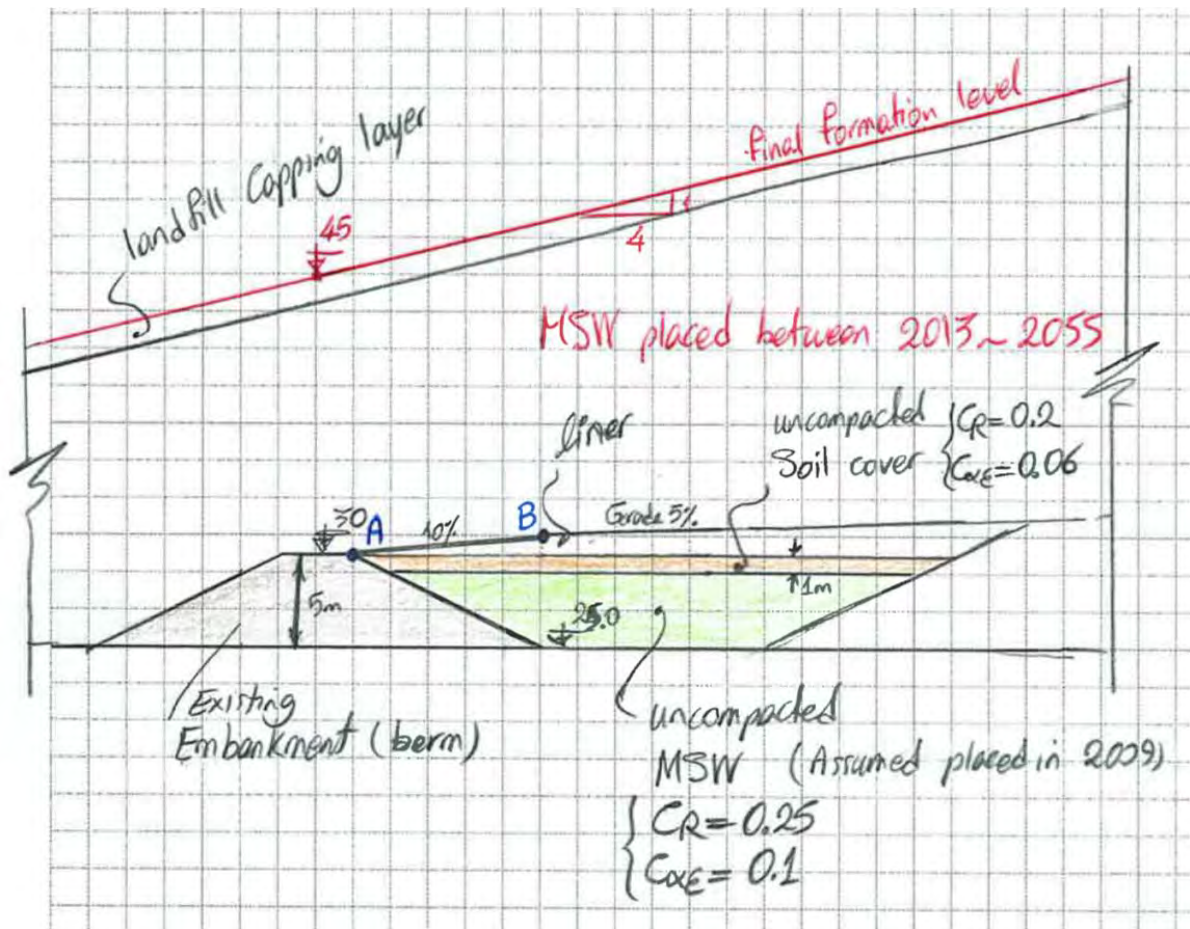 landfill Capping layer
45
final formation level
1
4
MSW placed between 2013~2055
liner
uncompacted
Soil cover
CR=0.2
Cαε=0.06
30
A
10%
B
Grade 5%
5m
1m
Existing
Embankment (berm)
uncompacted
MSW (Assumed placed in 2009)
CR=0.25
Cαε=0.1